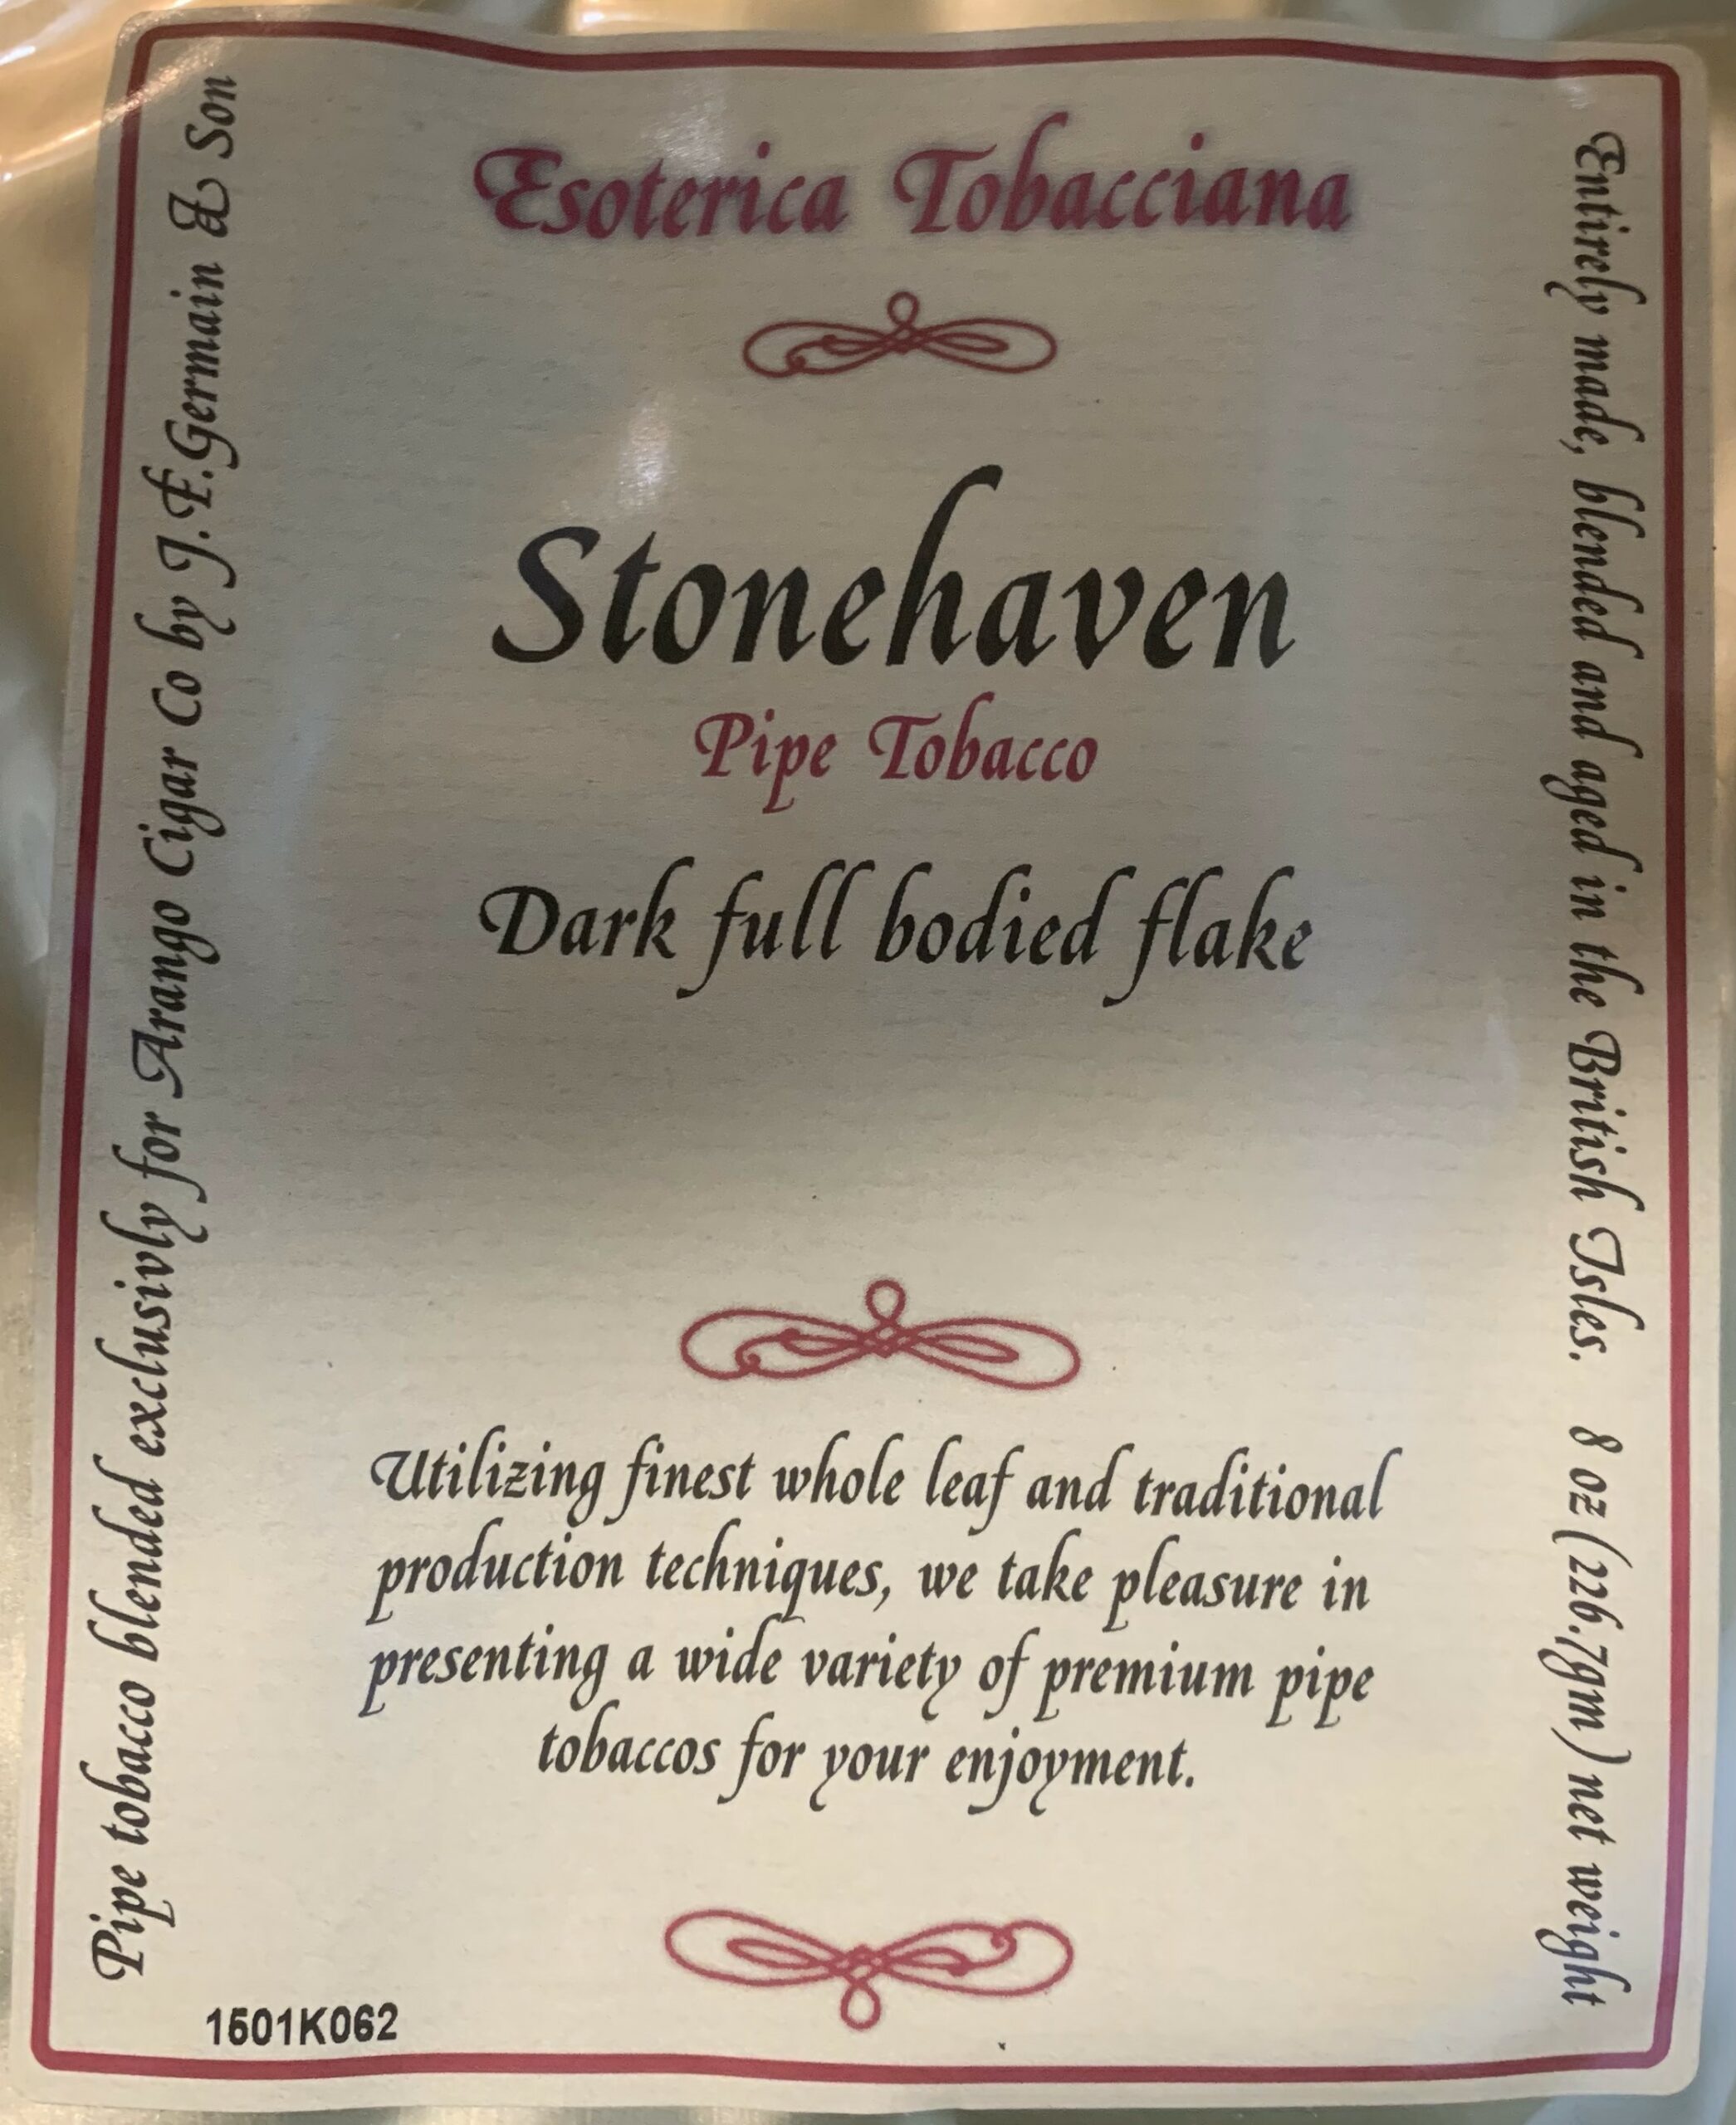 Esoterica Tobacciana
Stonehaven
Pipe Tobacco
Dark full bodied flake
Utilizing finest whole leaf and traditional
production techniques, we take pleasure in
presenting a wide variety of premium pipe
tobaccos for your enjoyment.
1501K062
Pipe tobacco blended exclusivly for Arango Cigar Co by J.F.Germain & Son
Entirely made, blended and aged in the British Isles. 8 oz (226.7gm) net weight